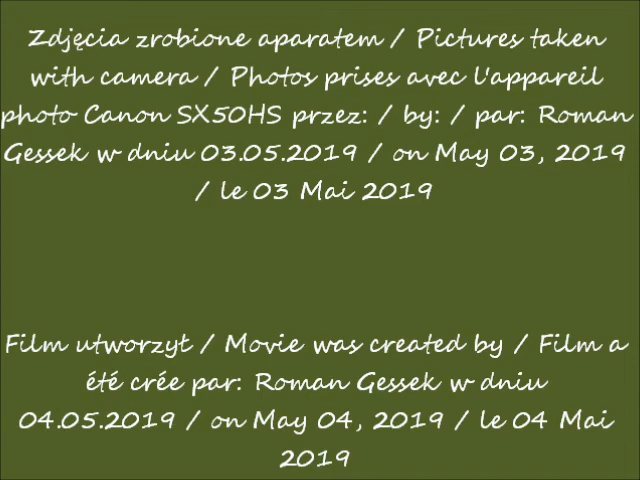 Zdjęcia zrobione aparatem / Pictures taken
with camera / Photos prises avec l'appareil
photo Canon SX50HS przez: / by: / par: Roman
Gessek w dniu 03.05.2019 / on May 03, 2019
/ le 03 Mai 2019
Film utworzył / Movie was created by / Film a
été crée par: Roman Gessek w dniu
04.05.2019 / on May 04, 2019 / le 04 Mai
2019